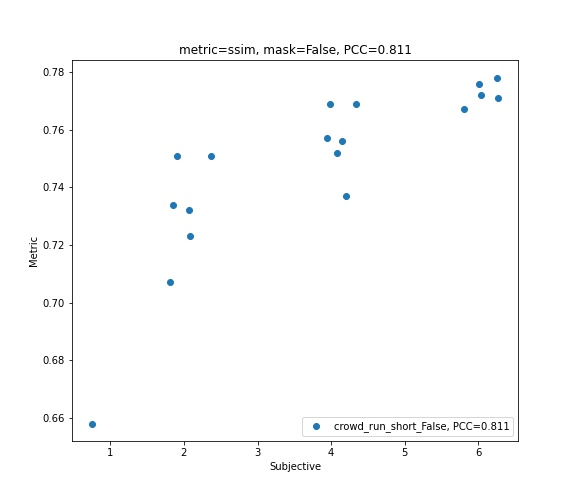 metric=ssim, mask=False, PCC=0.811
0.78
0.76
0.74
0.72
0.70
0.68
0.66
Metric
crowd_run_short_False, PCC=0.811
1 2 3 4 5 6
Subjective